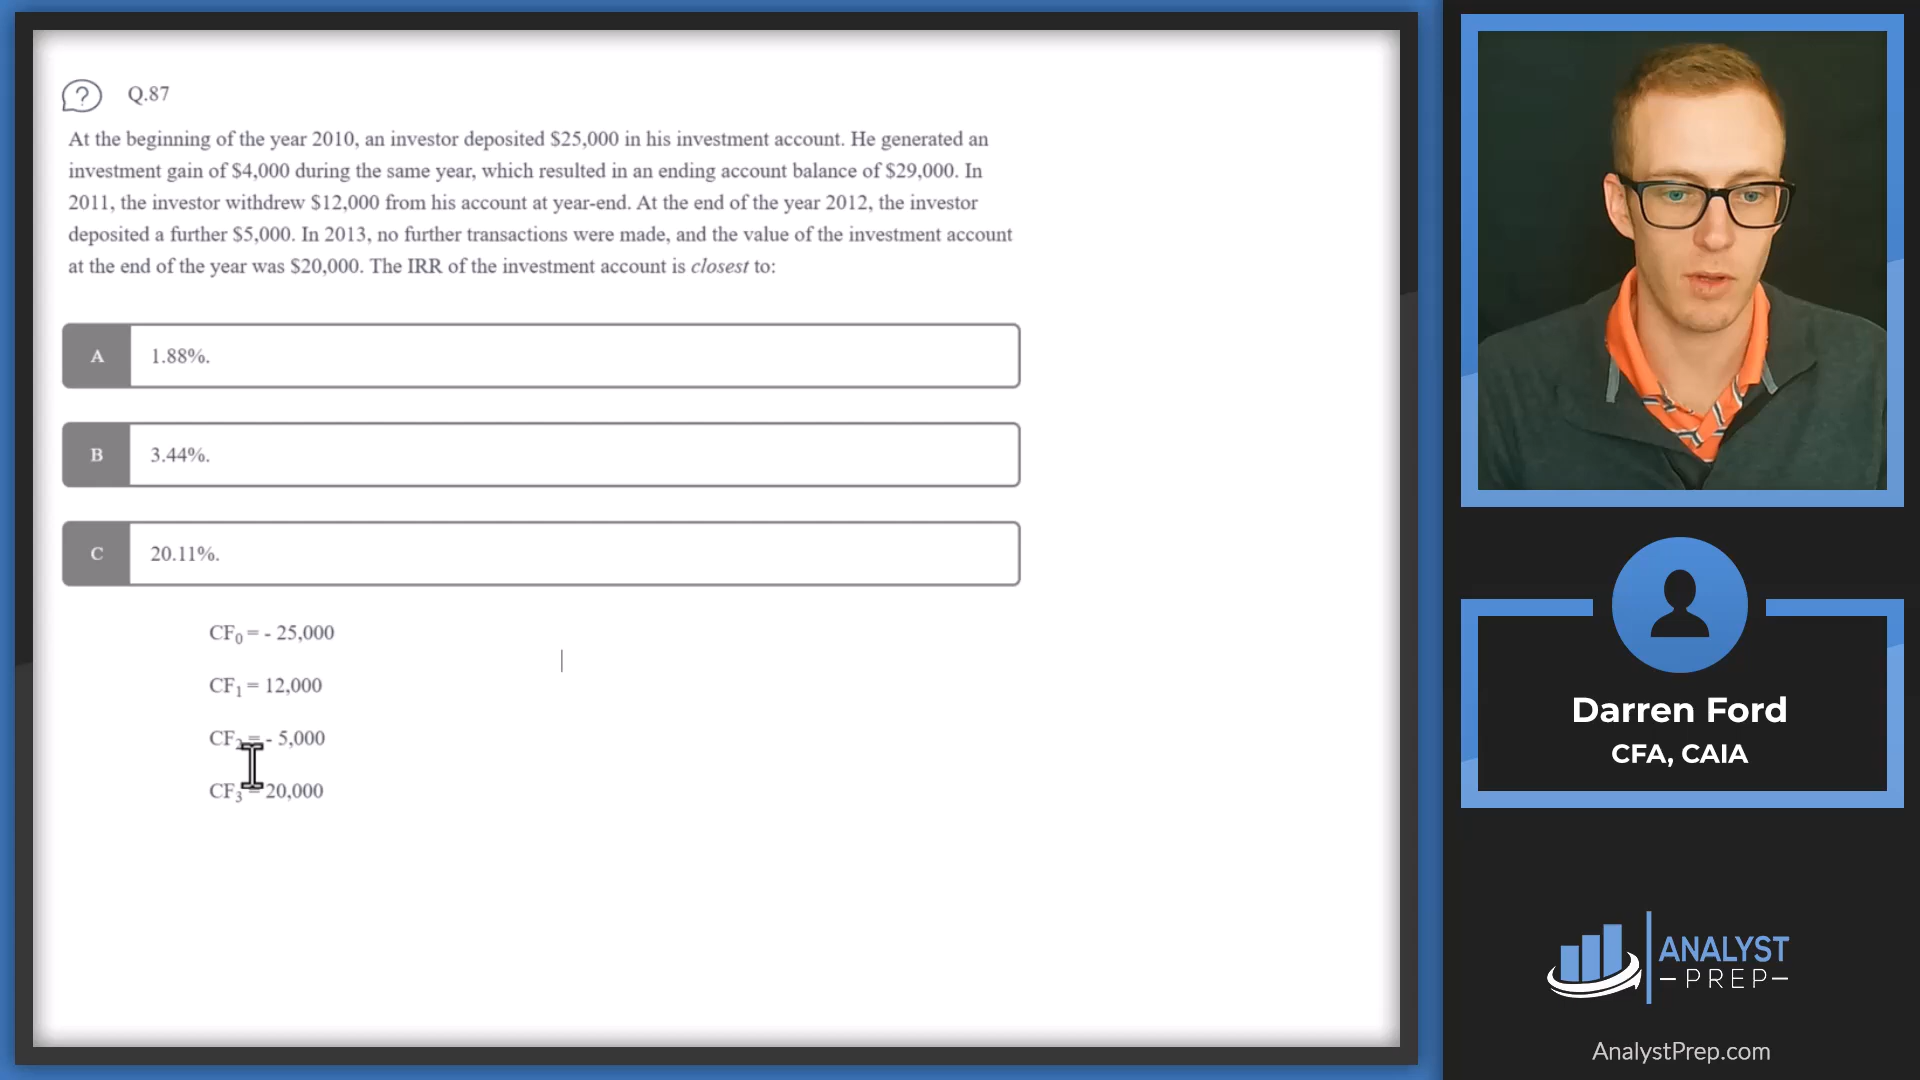 Q.87
At the beginning of the year 2010, an investor deposited $25,000 in his investment account. He generated an
investment gain of $4,000 during the same year, which resulted in an ending account balance of $29,000. In
2011, the investor withdrew $12,000 from his account at year-end. At the end of the year 2012, the investor
deposited a further $5,000. In 2013, no further transactions were made, and the value of the investment account
at the end of the year was $20,000. The IRR of the investment account is closest to:
A 1.88%.
B 3.44%.
C 20.11%.
CF0 = - 25,000
CF1 = 12,000
CF2 = - 5,000
CF3 = 20,000
Darren Ford
CFA, CAIA
ANALYST
PREP
AnalystPrep.com